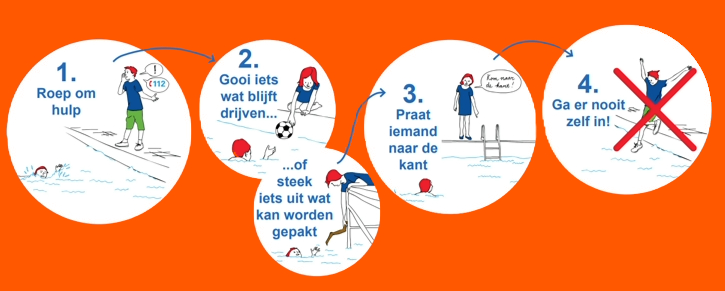 1.
Roep om
hulp
!
112
2.
Gooi iets
wat blijft
drijven...
...of
steek
iets uit wat
kan worden
gepakt
3.
Praat
iemand
naar de
kant
kom naar
de kant!
4.
Ga er nooit
zelf in!